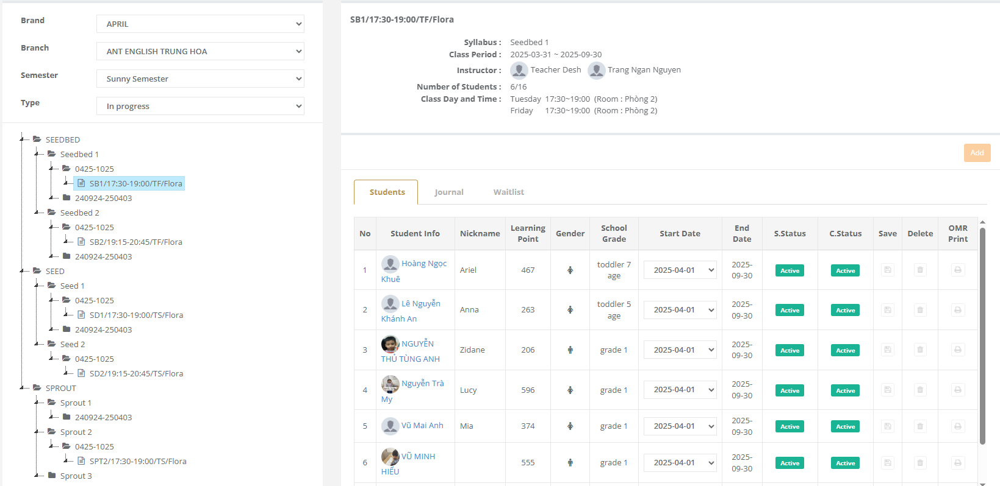 Brand
APRIL
Branch
ANT ENGLISH TRUNG HOA
Semester
Sunny Semester
Type
In progress
SEEDBED
Seedbed 1
0425-1025
SB1/17:30-19:00/TF/Flora
240924-250403
Seedbed 2
0425-1025
SB2/19:15-20:45/TF/Flora
240924-250403
SEED
Seed 1
0425-1025
SD1/17:30-19:00/TS/Flora
240924-250403
Seed 2
0425-1025
SD2/19:15-20:45/TS/Flora
SPROUT
Sprout 1
240924-250403
Sprout 2
0425-1025
SPT2/17:30-19:00/TS/Flora
Sprout 3
SB1/17:30-19:00/TF/Flora
Syllabus : Seedbed 1
Class Period : 2025-03-31 ~ 2025-09-30
Instructor : Teacher Desh Trang Ngan Nguyen
Number of Students : 6/16
Class Day and Time : Tuesday 17:30~19:00 (Room : Phòng 2)
Friday 17:30~19:00 (Room : Phòng 2)
Add
Students Journal Waitlist
No Student Info Nickname Learning Point Gender School Grade Start Date End Date S.Status C.Status Save Delete OMR Print
1 Hoàng Ngọc Khuê Ariel 467 toddler 7 age 2025-04-01 2025-09-30 Active Active
2 Lê Nguyễn Khánh An Anna 263 toddler 5 age 2025-04-01 2025-09-30 Active Active
3 NGUYỄN THỦ TÙNG ANH Zidane 206 grade 1 2025-04-01 2025-09-30 Active Active
4 Nguyễn Trà My Lucy 596 grade 1 2025-04-01 2025-09-30 Active Active
5 Vũ Mai Anh Mia 374 grade 1 2025-04-01 2025-09-30 Active Active
6 VŨ MINH HIẾU 555 grade 1 2025-04-01 2025-09-30 Active Active